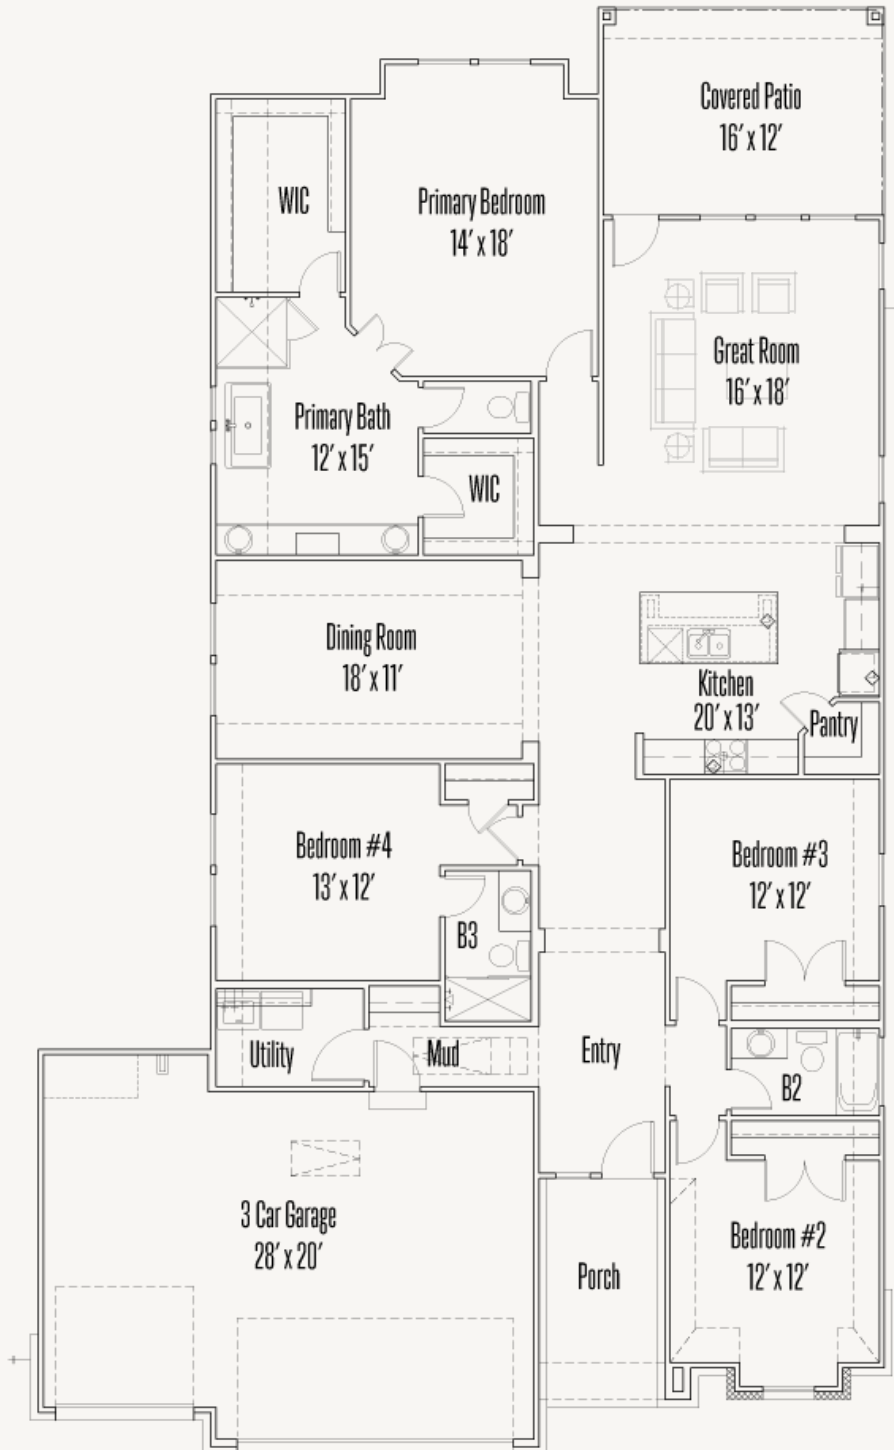 Covered Patio
16' x 12'
WIC
Primary Bedroom
14' x 18'
Great Room
16' x 18'
Primary Bath
12' x 15'
WIC
Dining Room
18' x 11'
Kitchen
20' x 13'
Pantry
Bedroom #4
13' x 12'
Bedroom #3
12' x 12'
B3
Utility
Mud
Entry
B2
3 Car Garage
28' x 20'
Porch
Bedroom #2
12' x 12'